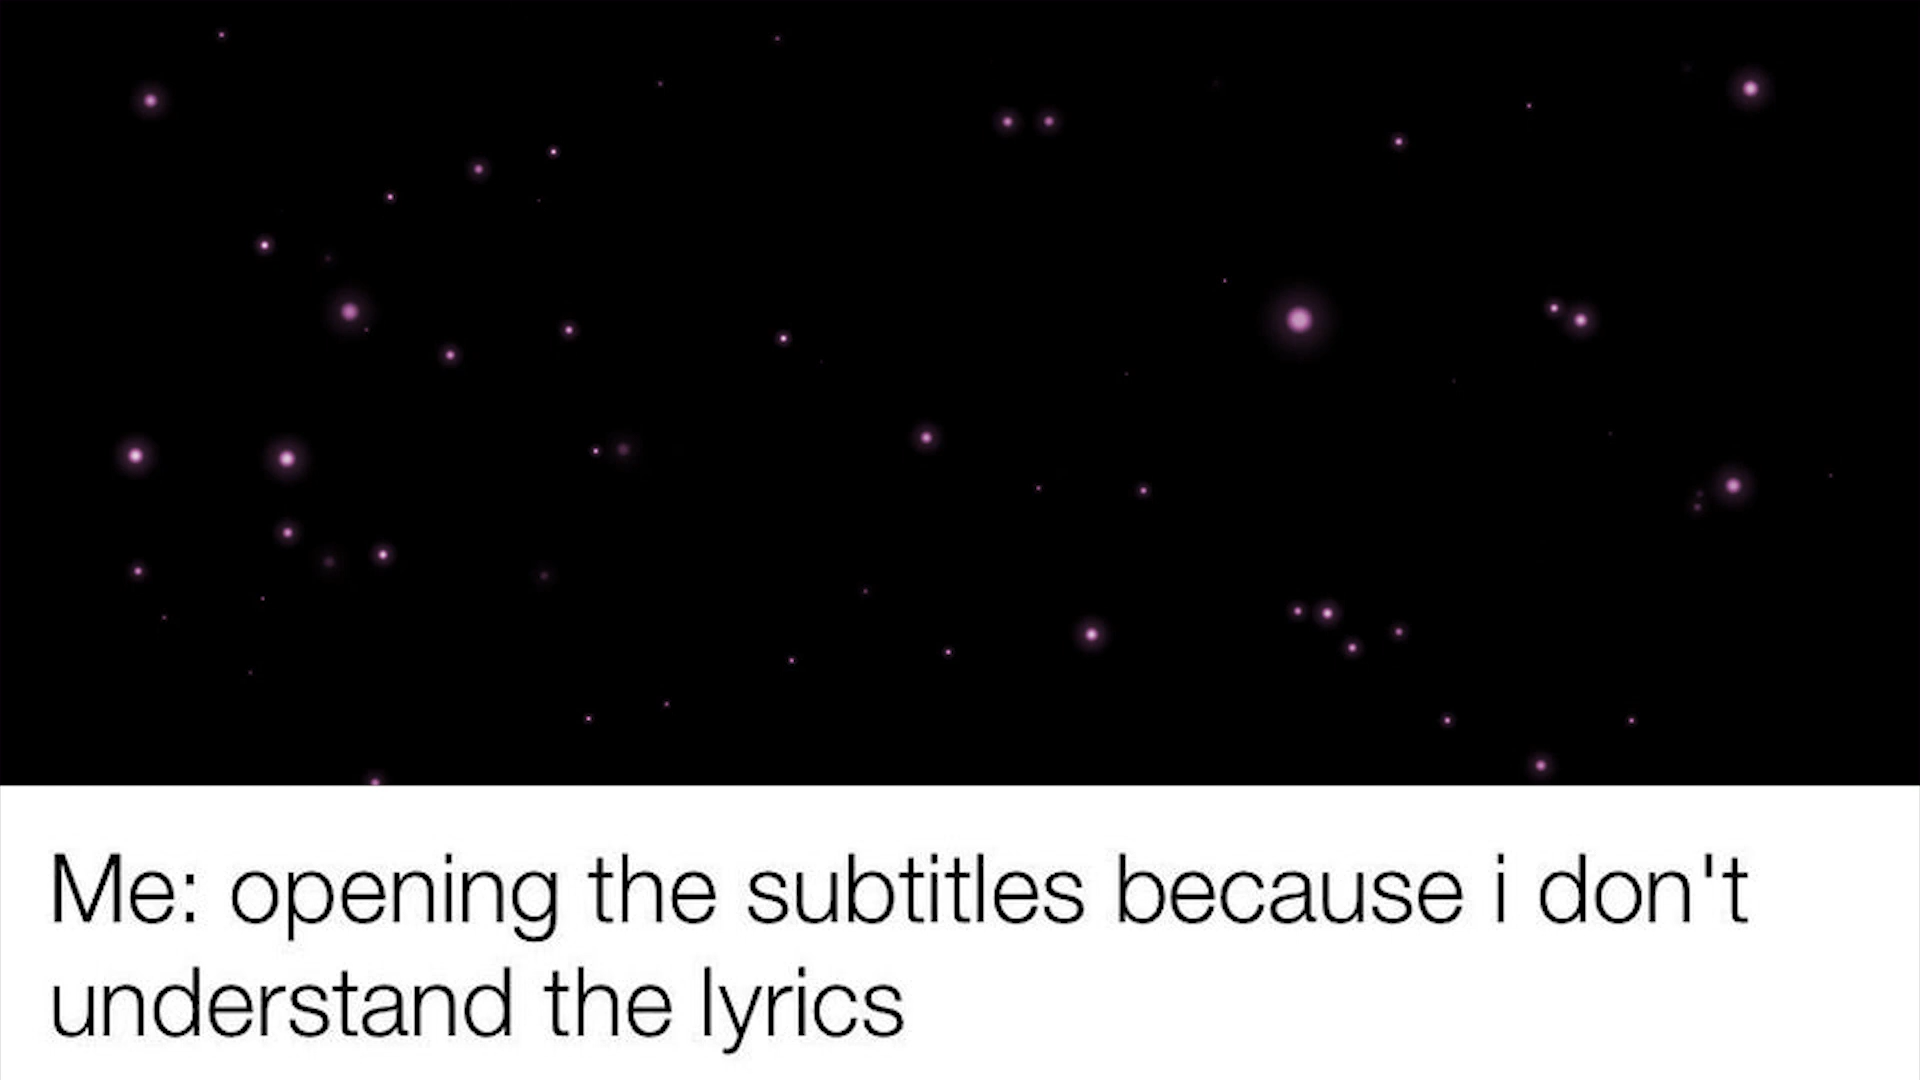 Me: opening the subtitles because i don't
understand the lyrics